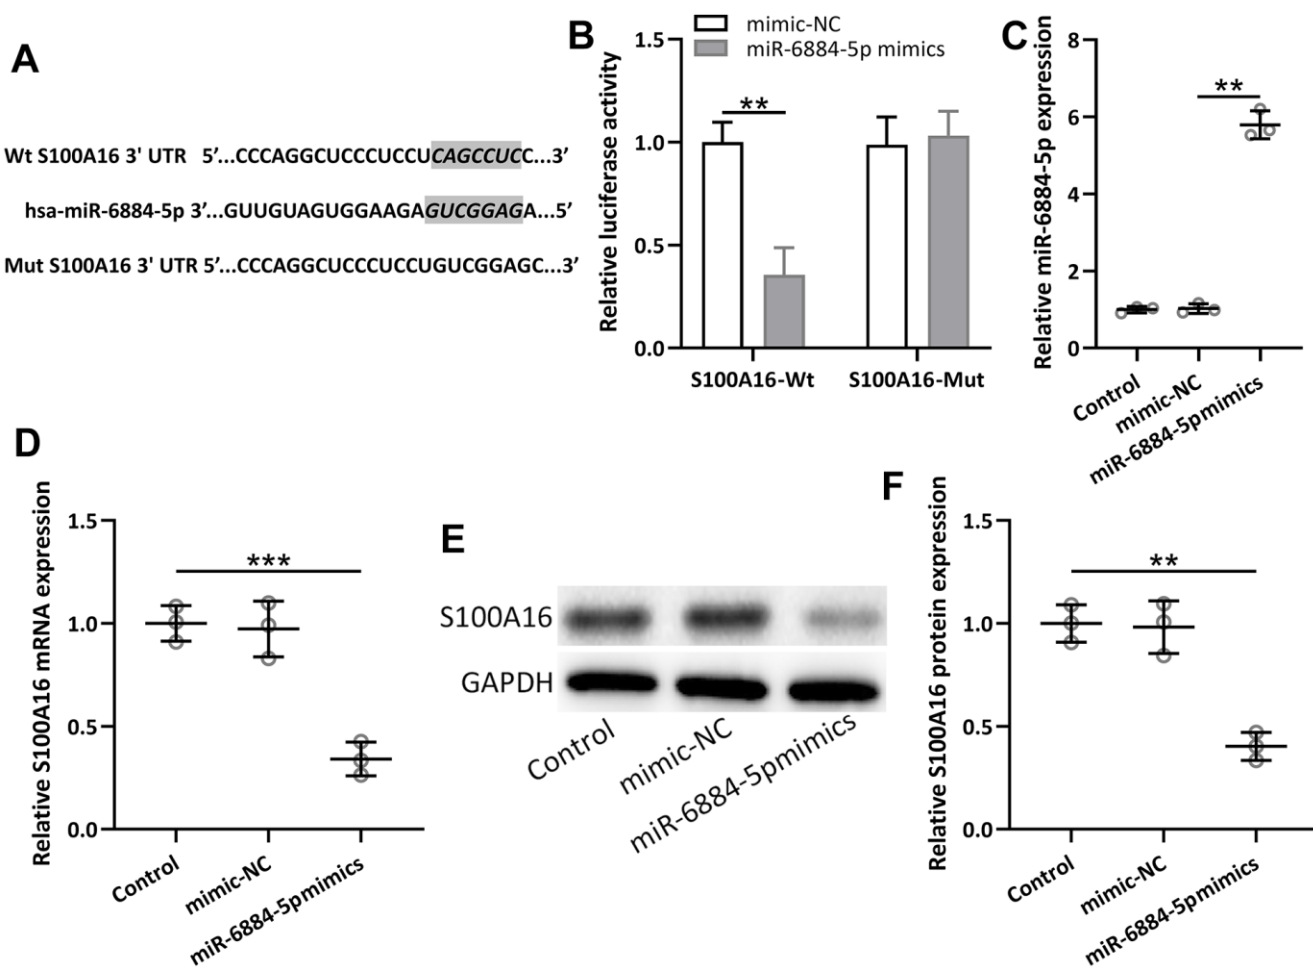 A
Wt S100A16 3' UTR 5’...CCCAGGCUCCCUCCUCAGCCUCC...3’
hsa-miR-6884-5p 3’...GUUGUAGUGGAAGAGUCGGAGA...5’
Mut S100A16 3' UTR 5’...CCCAGGCUCCCUCCUGUCGGAGC...3’
B
mimic-NC
miR-6884-5p mimics
Relative luciferase activity
1.5
1.0
0.5
0.0
**
S100A16-Wt
S100A16-Mut
C
Relative miR-6884-5p expression
8
6
4
2
0
**
Control
mimic-NC
miR-6884-5pmimics
D
Relative S100A16 mRNA expression
1.5
1.0
0.5
0.0
***
Control
mimic-NC
miR-6884-5pmimics
E
S100A16
GAPDH
Control
mimic-NC
miR-6884-5pmimics
F
Relative S100A16 protein expression
1.5
1.0
0.5
0.0
**
Control
mimic-NC
miR-6884-5pmimics